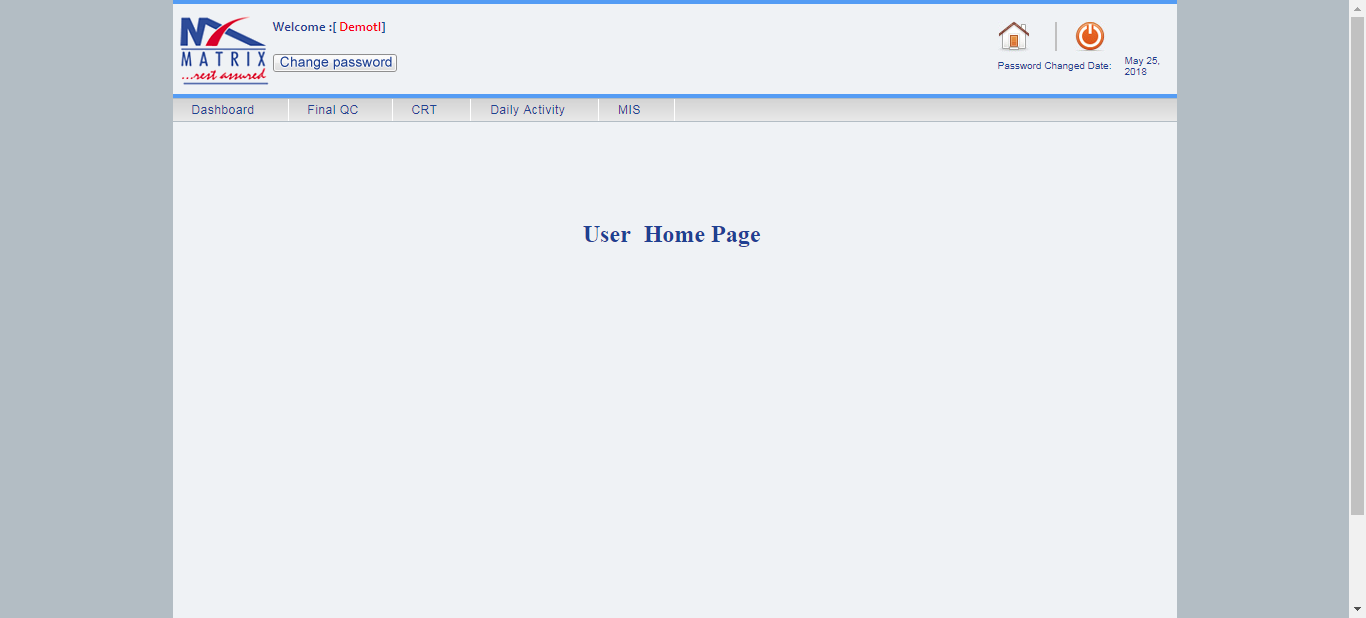 MATRIX
...rest assured
Welcome :[ Demotl]
Change password
Password Changed Date:
May 25,
2018
Dashboard
Final QC
CRT
Daily Activity
MIS
User Home Page